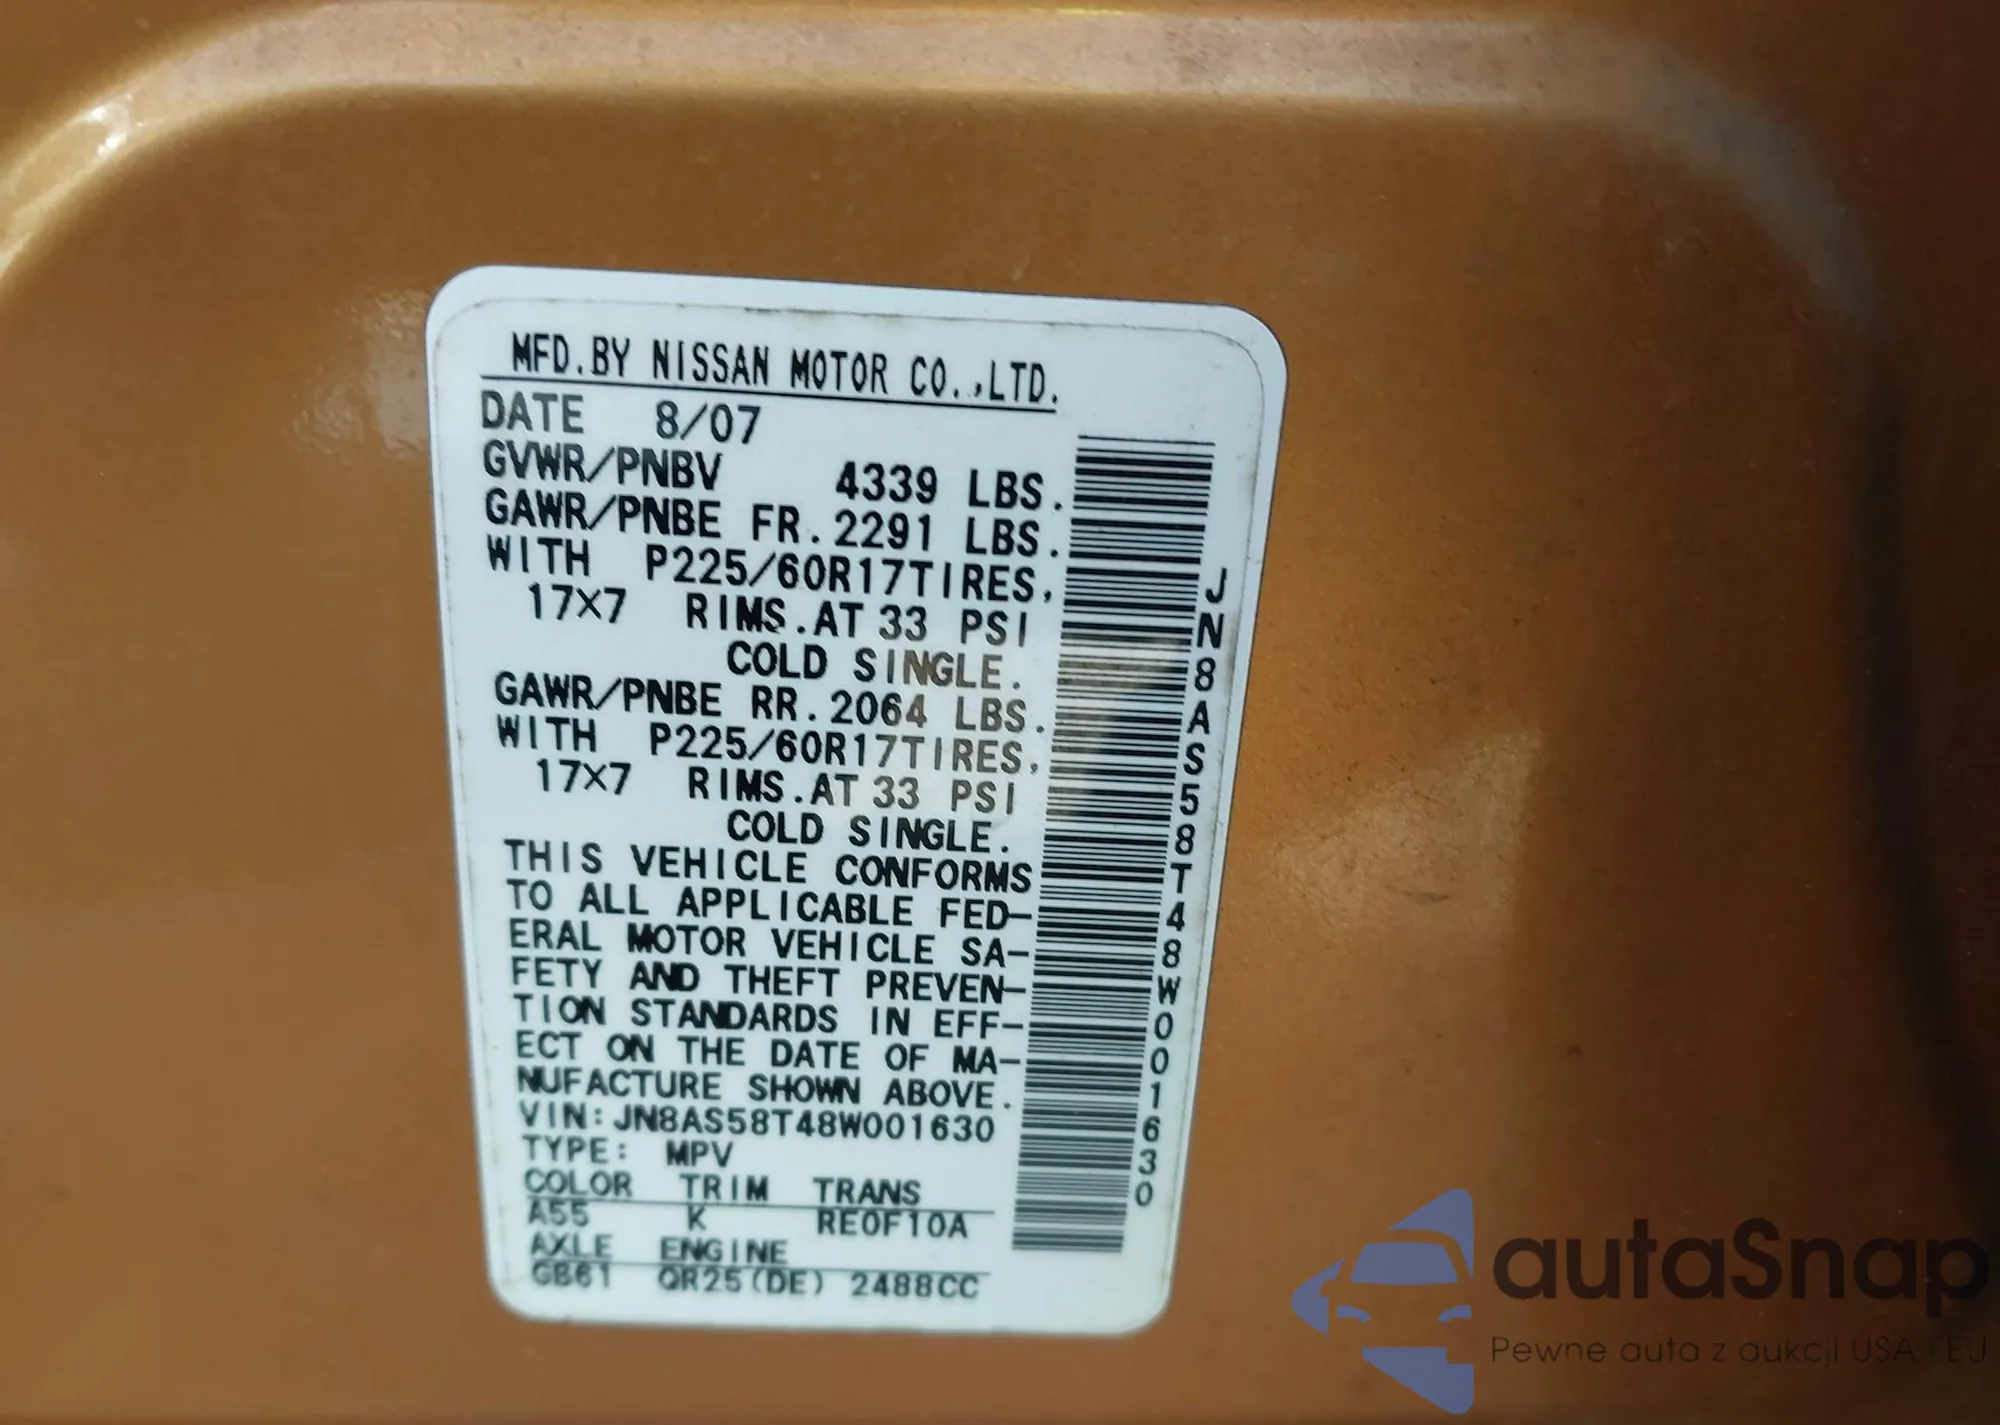 MFD.BY NISSAN MOTOR CO.,LTD.
DATE 8/07
GVWR/PNBV 4339 LBS.
GAWR/PNBE FR.2291 LBS.
WITH P225/60R17TIRES,
17×7 RIMS.AT 33 PSI
COLD SINGLE.
GAWR/PNBE RR.2064 LBS.
WITH P225/60R17TIRES,
17×7 RIMS.AT 33 PSI
COLD SINGLE.
THIS VEHICLE CONFORMS
TO ALL APPLICABLE FED-
ERAL MOTOR VEHICLE SA-
FETY AND THEFT PREVEN-
TION STANDARDS IN EFF-
ECT ON THE DATE OF MA-
NUFACTURE SHOWN ABOVE.
VIN:JN8AS58T48W001630
TYPE: MPV
COLOR TRIM TRANS
A55 K RE0F10A
AXLE ENGINE
GB61 QR25(DE) 2488CC
JN8AS58T48W001630
autaSnap
Pewne auta z aukcji USA i EU